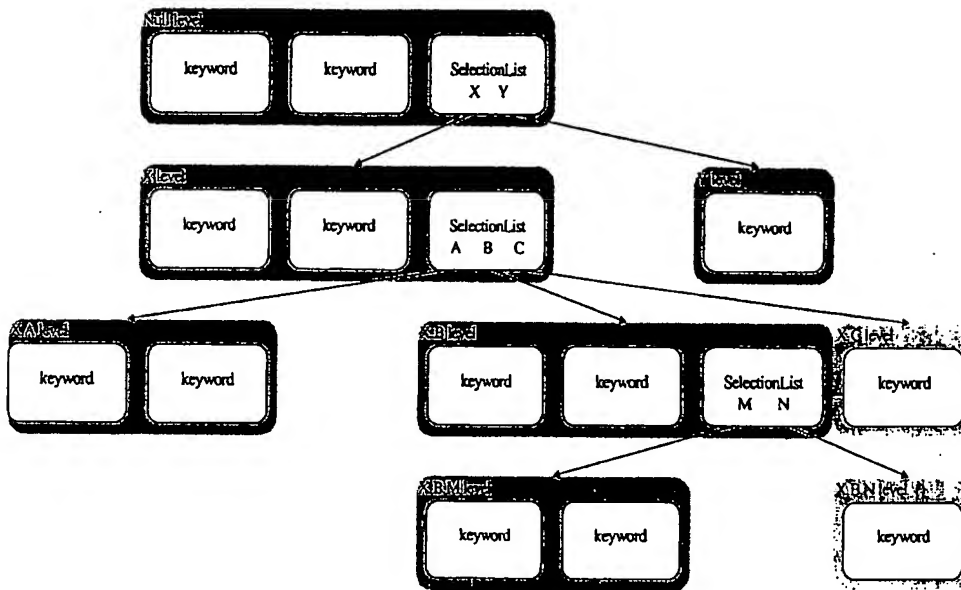 Null level
keyword keyword SelectionList
X Y
X level
keyword keyword SelectionList
A B C
Y level
keyword
X A level
keyword keyword
X B level
keyword keyword SelectionList
M N
X C level
keyword
X B M level
keyword keyword
X B N level
keyword